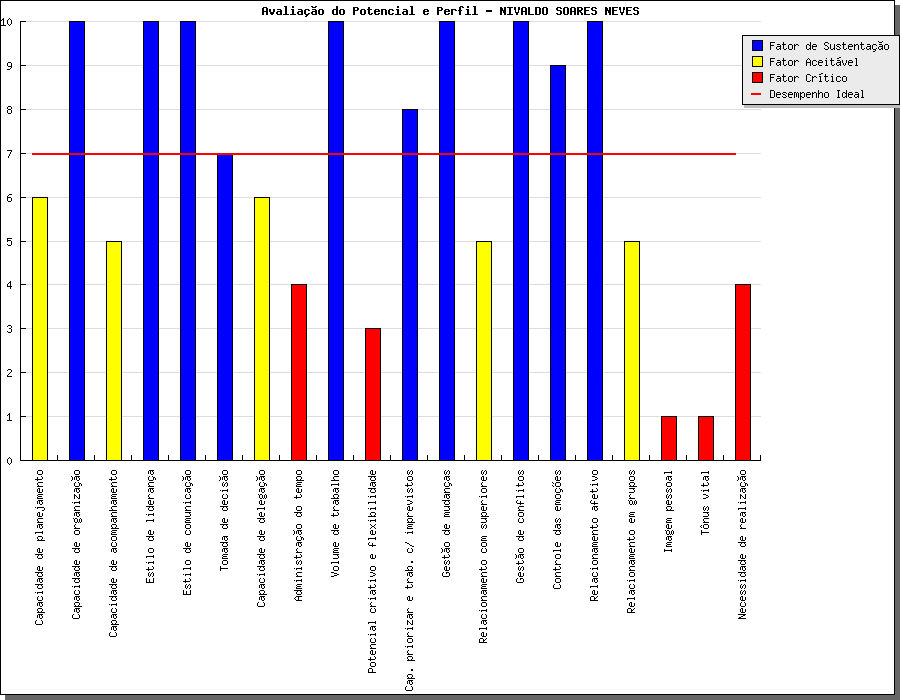 Avaliação do Potencial e Perfil - NIVALDO SOARES NEVES
10
9
8
7
6
5
4
3
2
1
0
Fator de Sustentação
Fator Aceitável
Fator Crítico
Desempenho Ideal
Capacidade de planejamento
Capacidade de organização
Capacidade de acompanhamento
Estilo de liderança
Estilo de comunicação
Tomada de decisão
Capacidade de delegação
Administração do tempo
Volume de trabalho
Potencial criativo e flexibilidade
Cap. priorizar e trab. c/ imprevistos
Gestão de mudanças
Relacionamento com superiores
Gestão de conflitos
Controle das emoções
Relacionamento afetivo
Relacionamento em grupos
Imagem pessoal
Tônus vital
Necessidade de realização